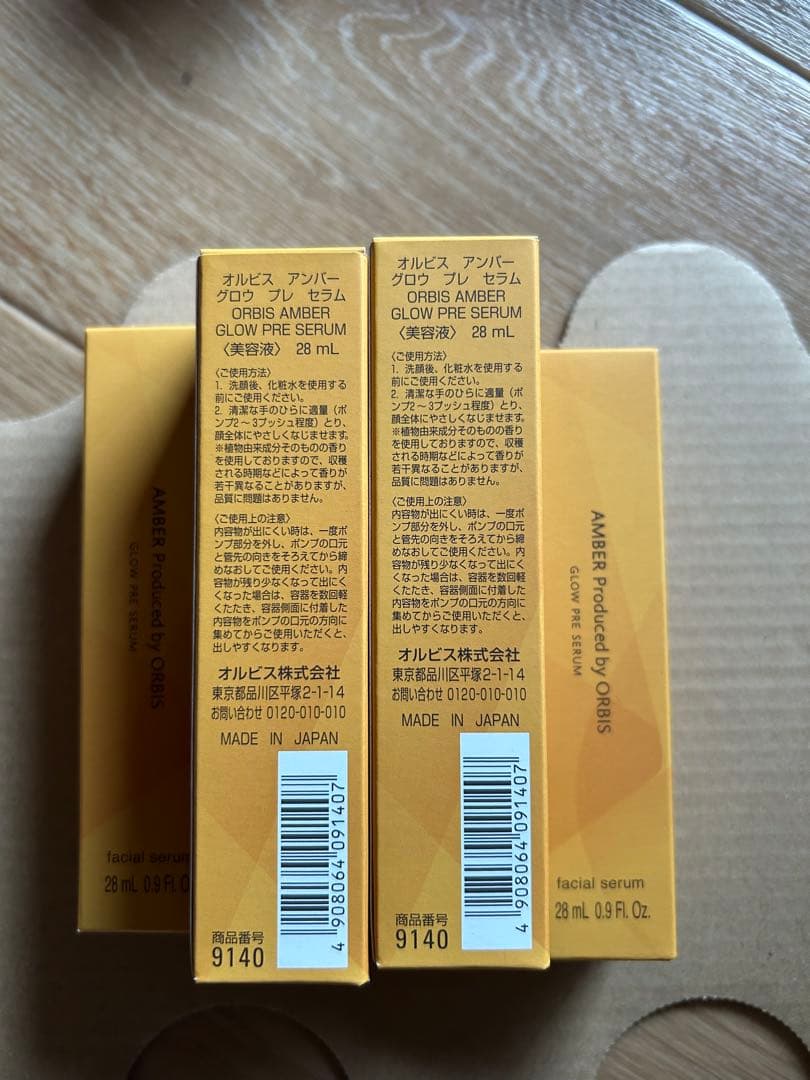 オルビス アンバー
グロウ プレ セラム
ORBIS AMBER
GLOW PRE SERUM
〈美容液〉 28 mL
〈ご使用方法〉
1. 洗顔後、化粧水を使用する
前にご使用ください。
2. 清潔な手のひらに適量（ポ
ンプ2～3プッシュ程度）とり、
顔全体にやさしくなじませます。
※植物由来成分そのものの香り
を使用しておりますので、収穫
される時期などによって香りが
若干異なることがありますが、
品質に問題はありません。
〈ご使用上の注意〉
内容物が出にくい時は、一度ポ
ンプ部分を外し、ポンプの口元
と管先の向きをそろえてから締
めなおしてご使用ください。内
容物が残り少なくなって出にく
くなった場合は、容器を数回軽
くたたき、容器側面に付着した
内容物をポンプの口元の方向に
集めてからご使用いただくと、
出しやすくなります。
オルビス株式会社
東京都品川区平塚2-1-14
お問い合わせ 0120-010-010
MADE IN JAPAN
4 908064 091407
商品番号
9140
オルビス アンバー
グロウ プレ セラム
ORBIS AMBER
GLOW PRE SERUM
〈美容液〉 28 mL
〈ご使用方法〉
1. 洗顔後、化粧水を使用する
前にご使用ください。
2. 清潔な手のひらに適量（ポ
ンプ2～3プッシュ程度）とり、
顔全体にやさしくなじませます。
※植物由来成分そのものの香り
を使用しておりますので、収穫
される時期などによって香りが
若干異なることがありますが、
品質に問題はありません。
〈ご使用上の注意〉
内容物が出にくい時は、一度ポ
ンプ部分を外し、ポンプの口元
と管先の向きをそろえてから締
めなおしてご使用ください。内
容物が残り少なくなって出にく
くなった場合は、容器を数回軽
くたたき、容器側面に付着した
内容物をポンプの口元の方向に
集めてからご使用いただくと、
出しやすくなります。
オルビス株式会社
東京都品川区平塚2-1-14
お問い合わせ 0120-010-010
MADE IN JAPAN
4 908064 091407
商品番号
9140
AMBER Produced by ORBIS
GLOW PRE SERUM
facial serum
28 mL 0.9 Fl. O
AMBER Produced by ORBIS
GLOW PRE SERUM
facial serum
28 mL 0.9 Fl. Oz.